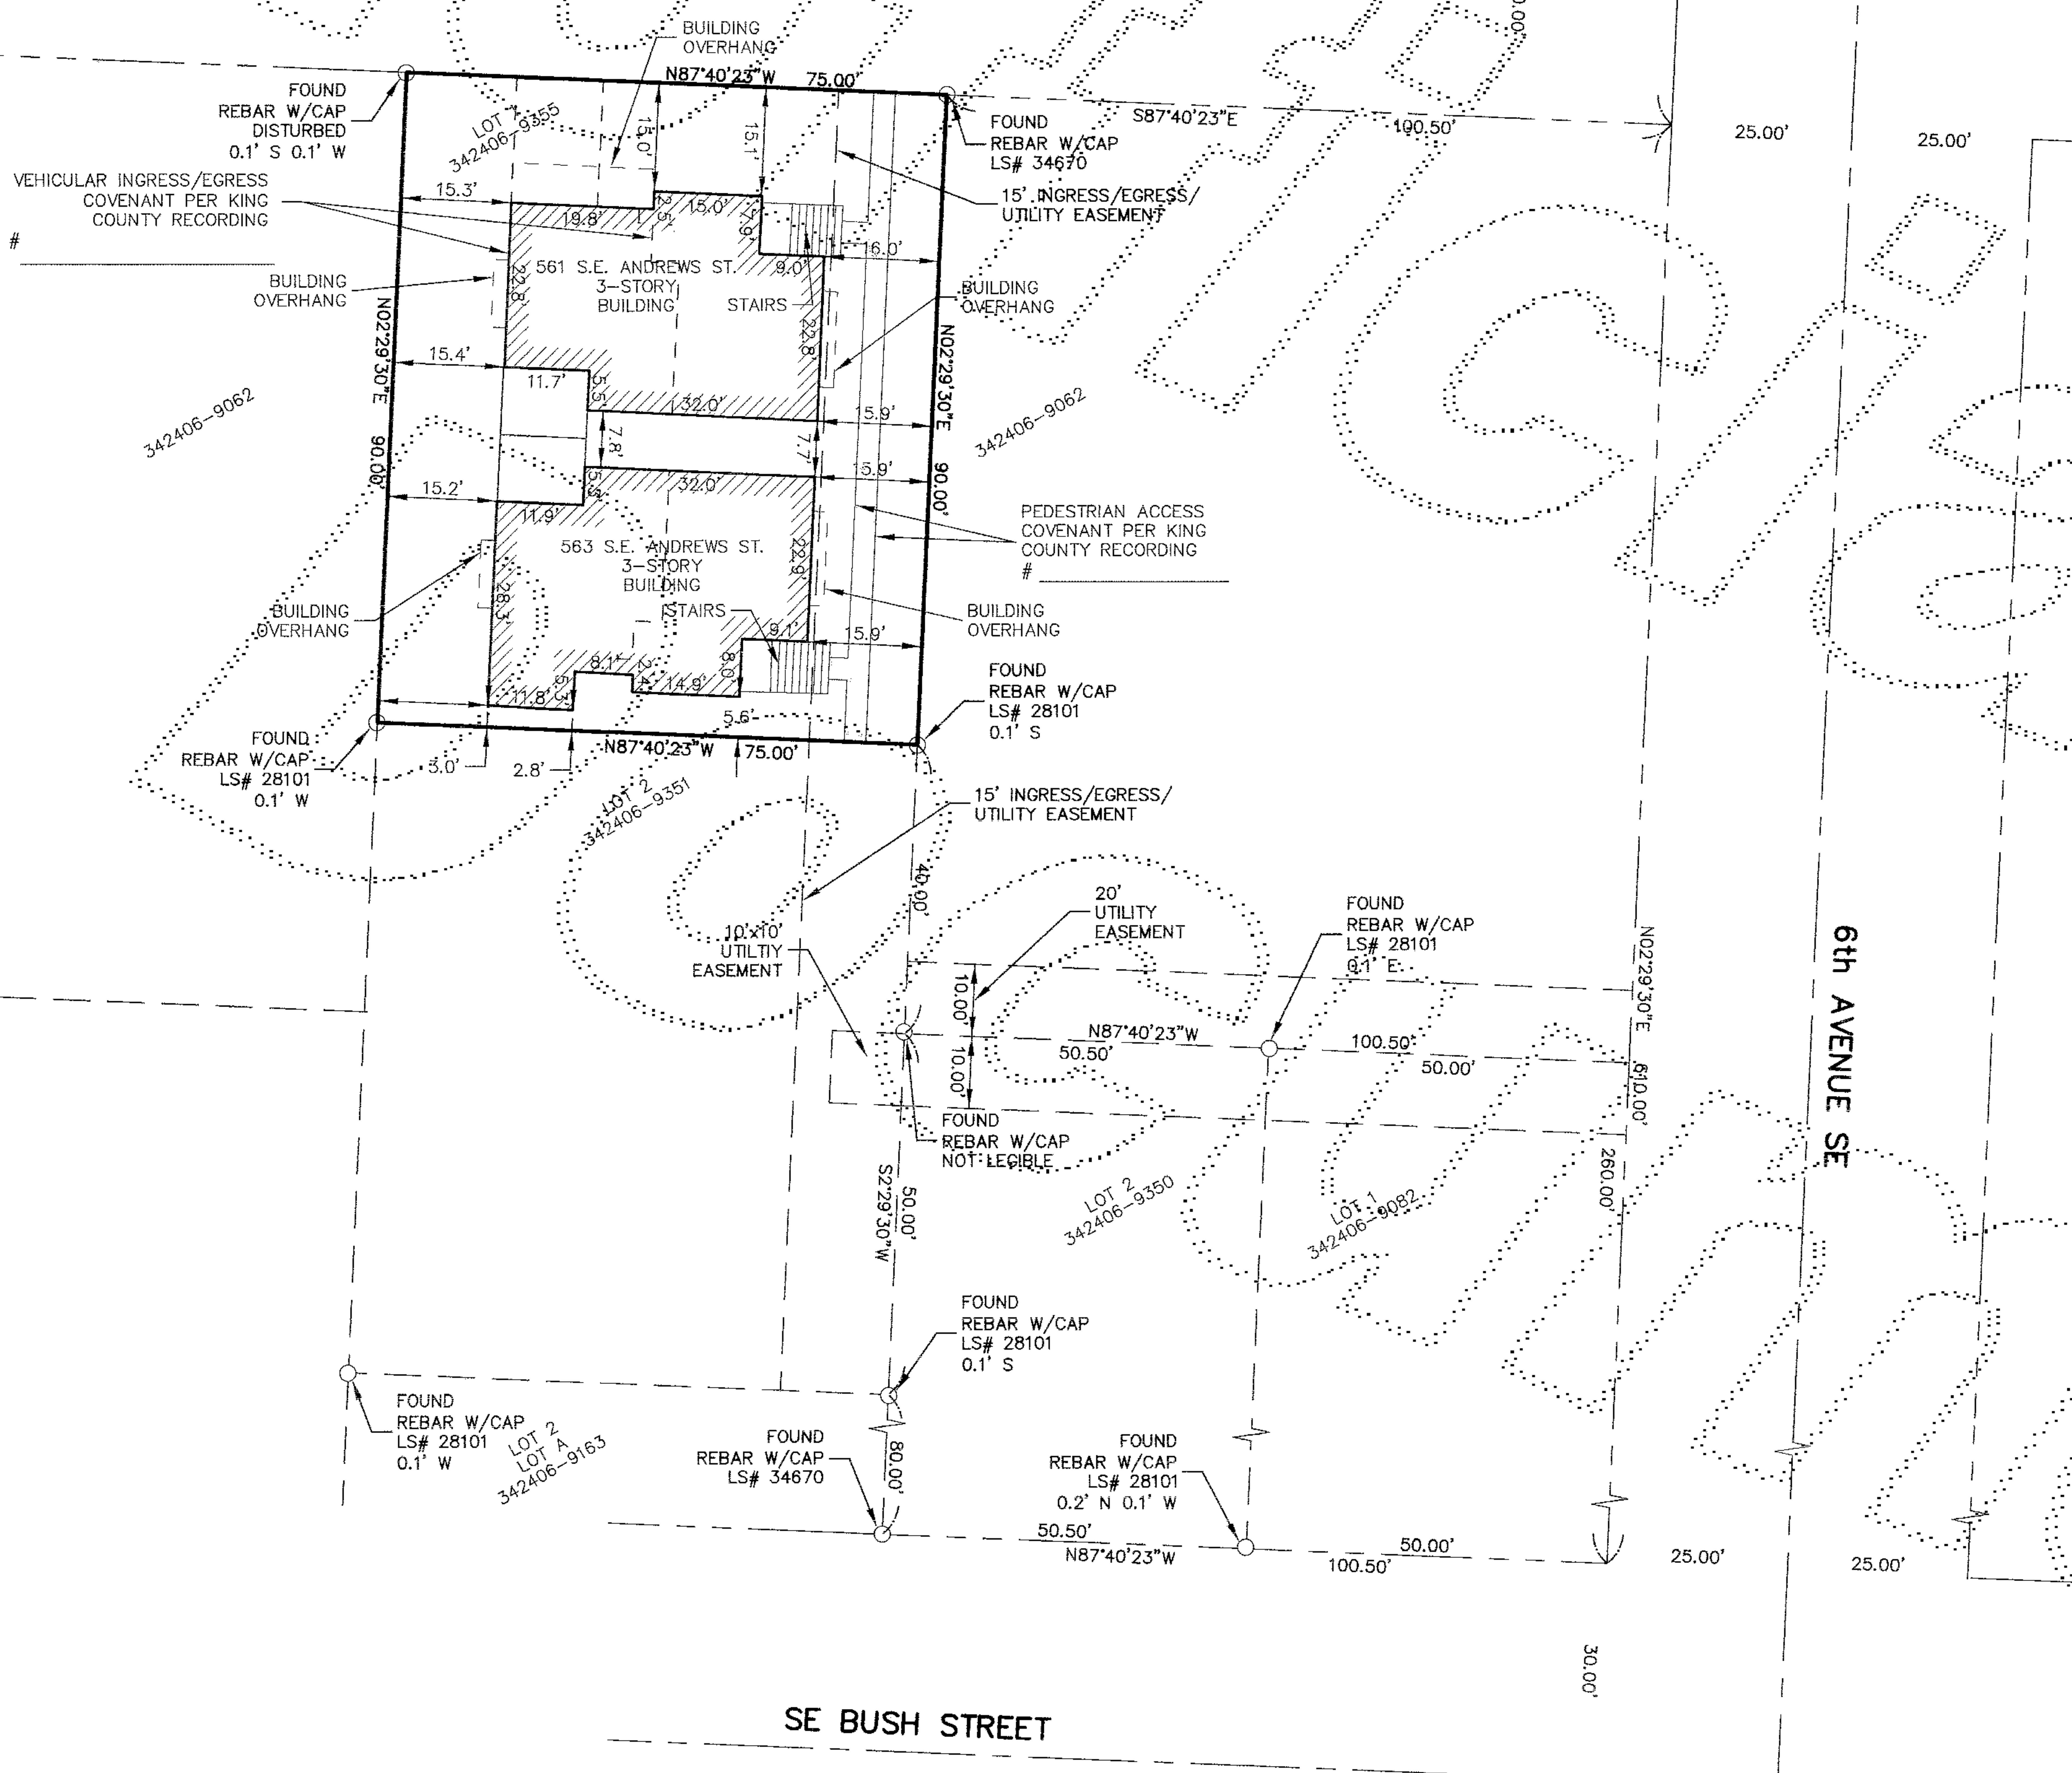 BUILDING
OVERHANG
N87°40'23"W 75.00'
FOUND
REBAR W/CAP
DISTURBED
0.1' S 0.1' W
LOT 2
342406-9355
15.0'
15.1'
FOUND
REBAR W/CAP
LS# 34670
S87°40'23"E
100.50'
25.00'
25.00'
VEHICULAR INGRESS/EGRESS
COVENANT PER KING
COUNTY RECORDING
#
15.3'
19.8'
2.5'
15.0'
7.9'
15' INGRESS/EGRESS/
UTILITY EASEMENT
16.0'
9.0'
BUILDING
OVERHANG
22.8'
561 S.E. ANDREWS ST.
3-STORY
BUILDING
STAIRS
22.8'
BUILDING
OVERHANG
N02°29'30"E 90.00'
N02°29'30"E 90.00'
15.4'
11.7'
5.5'
32.0'
15.9'
342406-9062
342406-9062
7.8'
7.7'
15.2'
11.9'
5.5'
32.0'
15.9'
563 S.E. ANDREWS ST.
3-STORY
BUILDING
STAIRS
22.9'
28.3'
PEDESTRIAN ACCESS
COVENANT PER KING
COUNTY RECORDING
#
BUILDING
OVERHANG
BUILDING
OVERHANG
9.1'
15.9'
8.1'
2.4'
8.0'
14.9'
11.8'
5.3'
5.6'
FOUND
REBAR W/CAP
LS# 28101
0.1' S
FOUND
REBAR W/CAP
LS# 28101
0.1' W
3.0'
2.8'
N87°40'23"W 75.00'
LOT 2
342406-9351
15' INGRESS/EGRESS/
UTILITY EASEMENT
40.00'
10'x10'
UTILTIY
EASEMENT
20'
UTILITY
EASEMENT
FOUND
REBAR W/CAP
LS# 28101
0.1' E
10.00'
10.00'
N87°40'23"W
50.50'
100.50'
50.00'
N02°29'30"E 610.00'
6th AVENUE SE
FOUND
REBAR W/CAP
NOT LEGIBLE
260.00'
50.00'
S2°29'30"W
LOT 2
342406-9350
LOT 1
342406-9082
FOUND
REBAR W/CAP
LS# 28101
0.1' S
FOUND
REBAR W/CAP
LS# 28101
0.1' W
LOT 2
LOT A
342406-9163
FOUND
REBAR W/CAP
LS# 34670
80.00'
FOUND
REBAR W/CAP
LS# 28101
0.2' N 0.1' W
50.50'
N87°40'23"W
50.00'
100.50'
25.00'
25.00'
30.00'
SE BUSH STREET